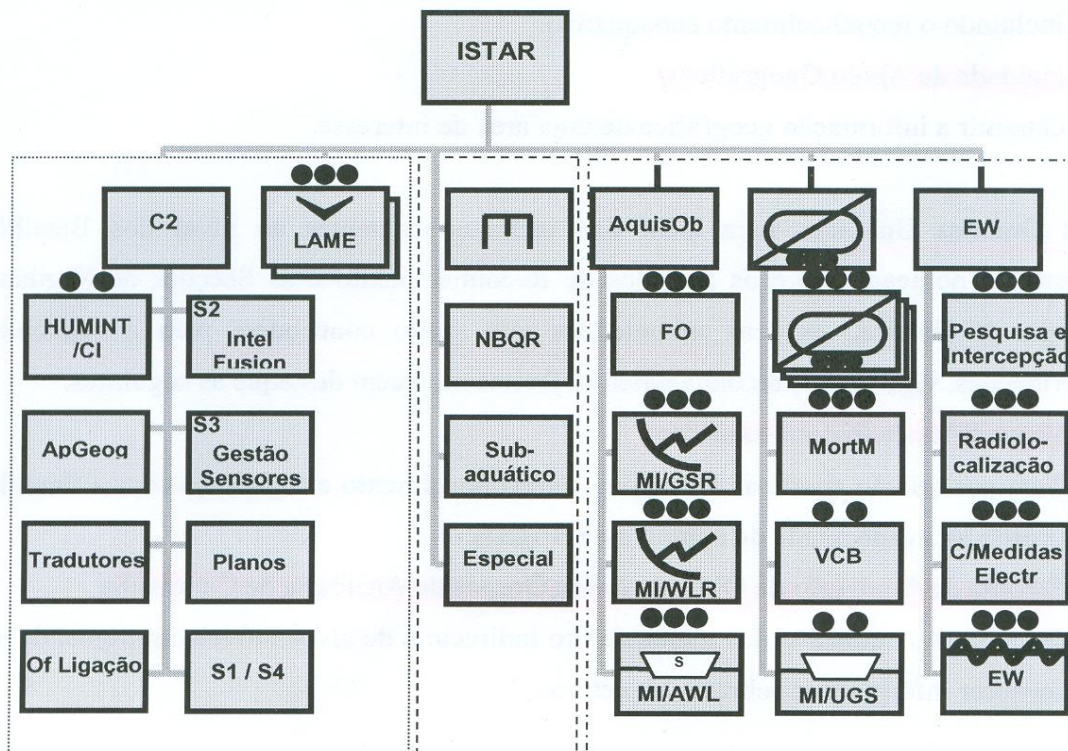 ISTAR
C2
LAME
HUMINT
/CI
S2
Intel
Fusion
ApGeog
S3
Gestão
Sensores
Tradutores
Planos
Of Ligação
S1 / S4
NBQR
Sub-
aquático
Especial
AquisOb
FO
MI/GSR
MI/WLR
S
MI/AWL
MortM
VCB
MI/UGS
EW
Pesquisa e
Intercepção
Radiolo-
calização
C/Medidas
Electr
EW